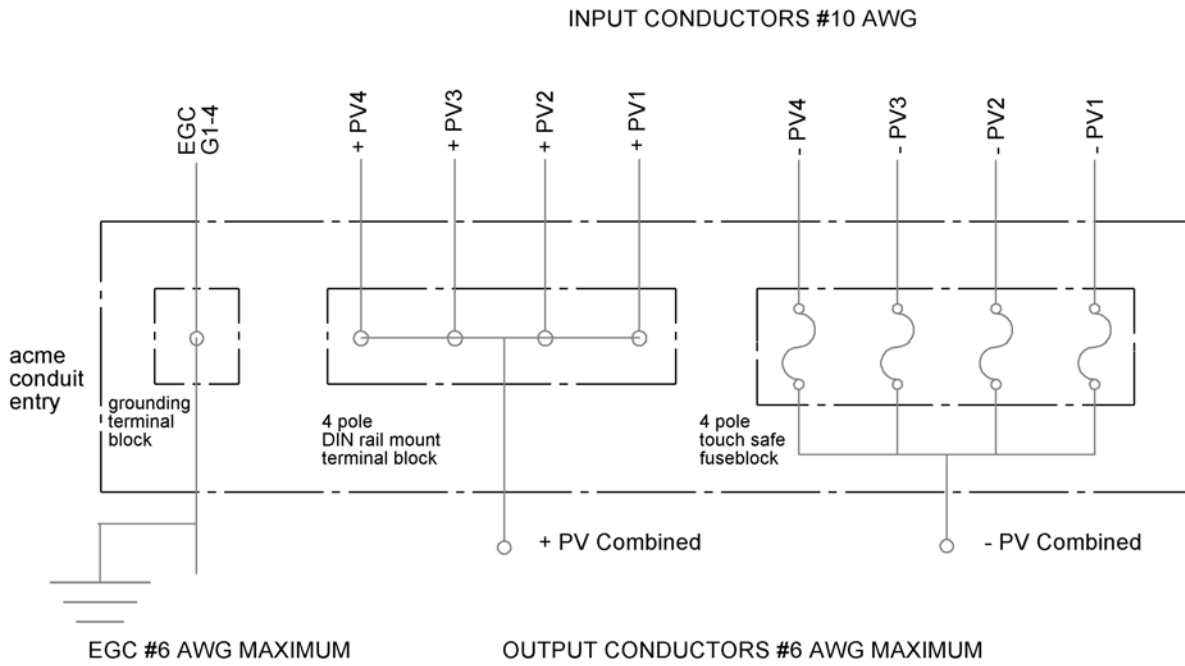 INPUT CONDUCTORS #10 AWG
EGC
G1-4
+ PV4
+ PV3
+ PV2
+ PV1
- PV4
- PV3
- PV2
- PV1
acme
conduit
entry
grounding
terminal
block
4 pole
DIN rail mount
terminal block
4 pole
touch safe
fuseblock
+ PV Combined
- PV Combined
EGC #6 AWG MAXIMUM
OUTPUT CONDUCTORS #6 AWG MAXIMUM